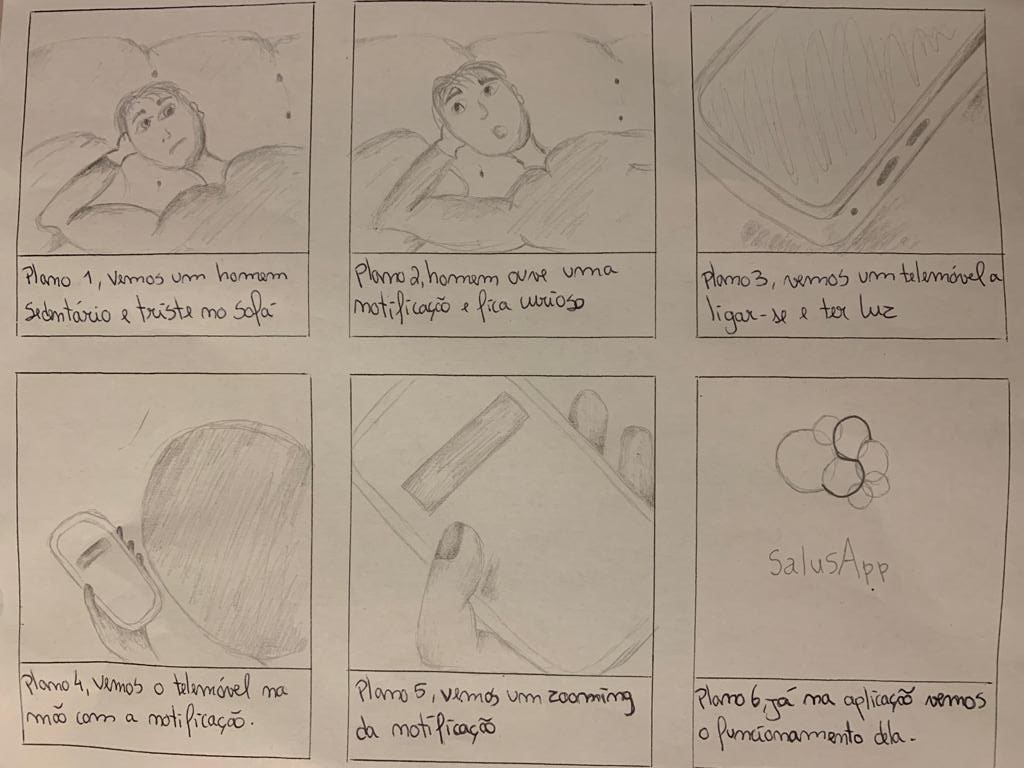 Plano 1, vemos um homem
sedentário e triste no sofá
Plano 2, homem ouve uma
notificação e fica curioso
Plano 3, vemos um telemóvel a
ligar-se e ter luz
Plano 4, vemos o telemóvel na
mão com a notificação.
Plano 5, vemos um zooming
da notificação
SalusApp
Plano 6, já na aplicação vemos
o funcionamento dela.